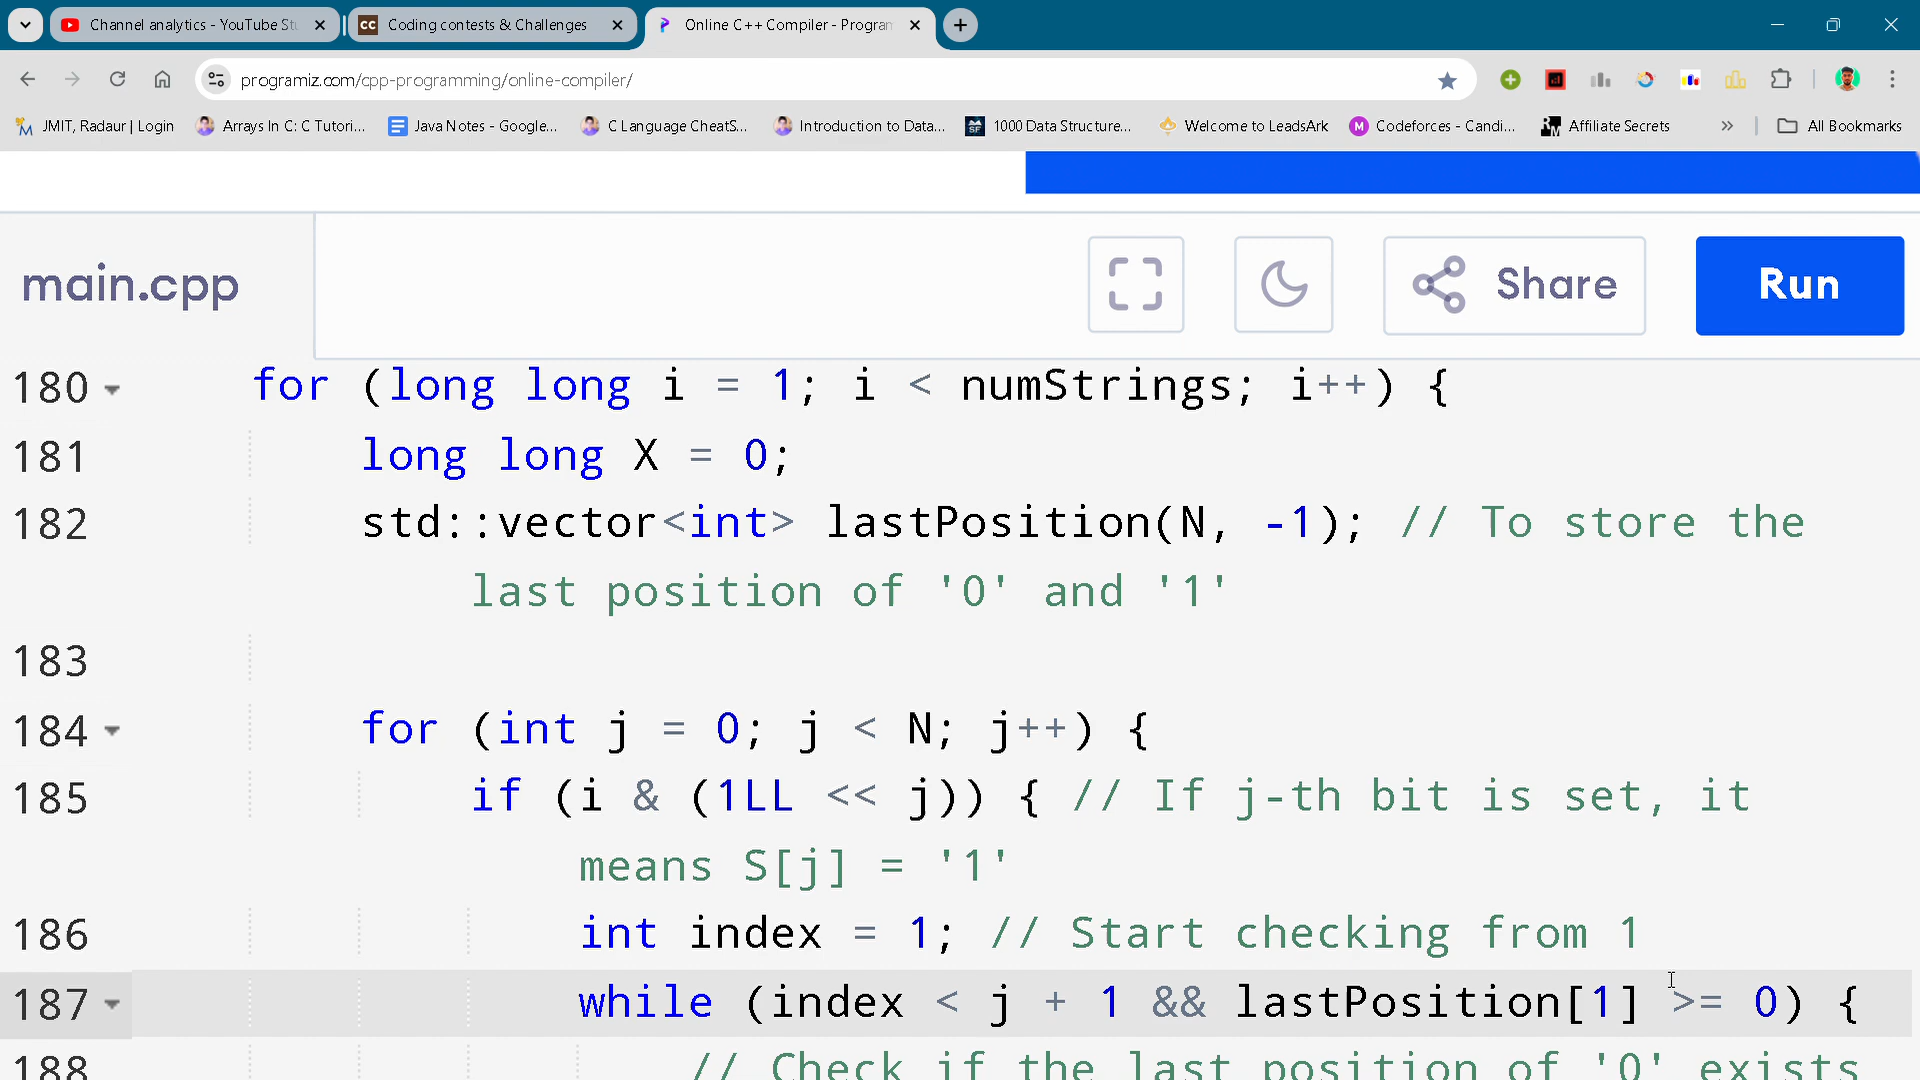 Channel analytics - YouTube St
Coding contests & Challenges
Online C++ Compiler - Program
programiz.com/cpp-programming/online-compiler/
JMIT, Radaur | Login
Arrays In C: C Tutori...
Java Notes - Google...
C Language CheatS...
Introduction to Data...
1000 Data Structure...
Welcome to LeadsArk
Codeforces - Candi...
Affiliate Secrets
All Bookmarks
main.cpp
Share
Run
180 for (long long i = 1; i < numStrings; i++) {
181 long long X = 0;
182 std::vector<int> lastPosition(N, -1); // To store the
last position of '0' and '1'
183
184 for (int j = 0; j < N; j++) {
185 if (i & (1LL << j)) { // If j-th bit is set, it
means S[j] = '1'
186 int index = 1; // Start checking from 1
187 while (index < j + 1 && lastPosition[1] >= 0) {
188 // Check if the last position of '0' exists